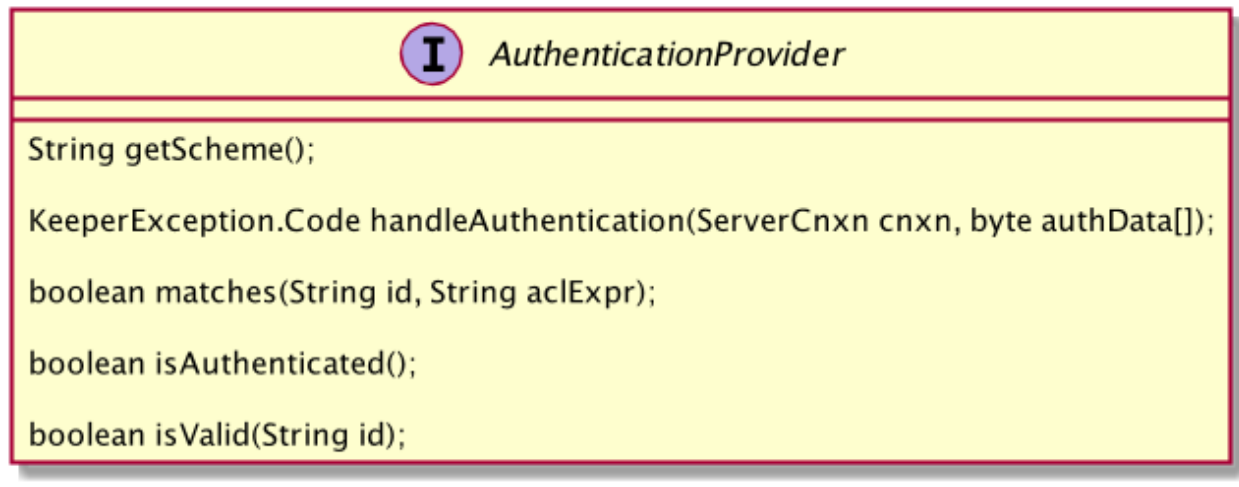 I AuthenticationProvider
String getScheme();
KeeperException.Code handleAuthentication(ServerCnxn cnxn, byte authData[]);
boolean matches(String id, String aclExpr);
boolean isAuthenticated();
boolean isValid(String id);